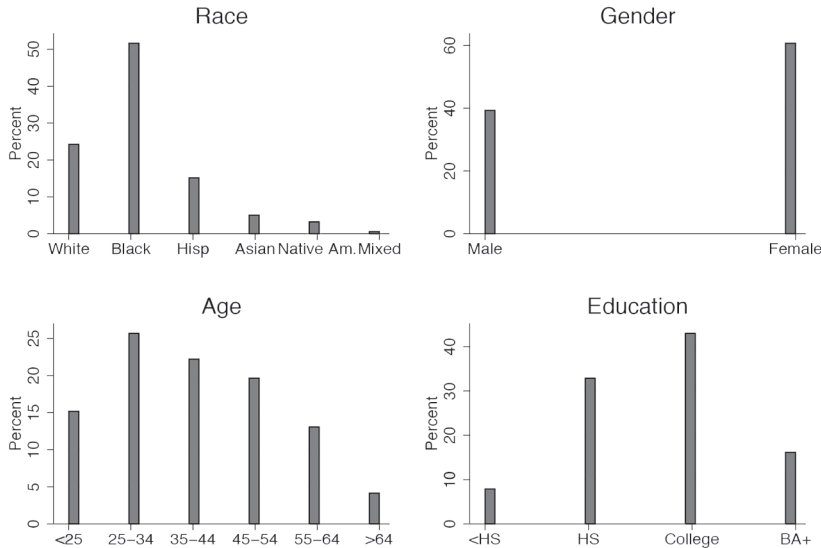 Race
Percent
50
40
30
20
10
0
White Black Hisp Asian Native Am. Mixed
Gender
Percent
60
40
20
0
Male Female
Age
Percent
25
20
15
10
5
0
<25 25–34 35–44 45–54 55–64 >64
Education
Percent
40
30
20
10
0
<HS HS College BA+